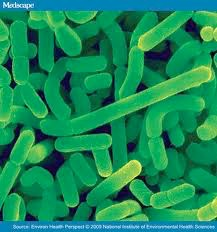 Medscape®
Source: Environ Health Perspect © 2009 National Institute of Environmental Health Sciences